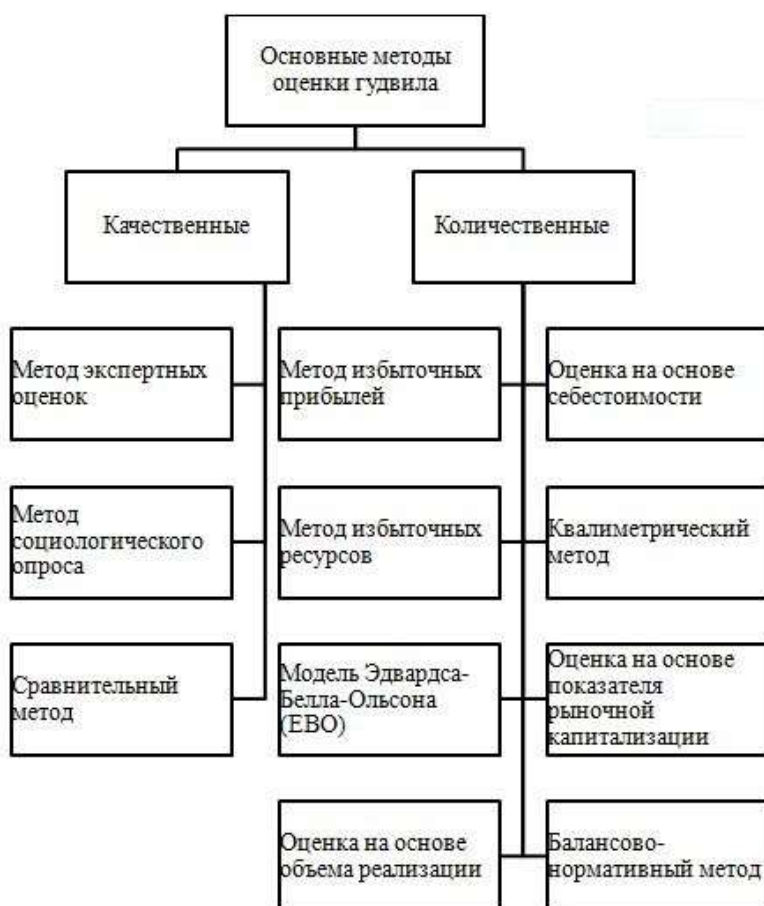 Основные методы
оценки гудвила
Качественные
Количественные
Метод экспертных
оценок
Метод избыточных
прибылей
Оценка на основе
себестоимости
Метод
социологического
опроса
Метод избыточных
ресурсов
Квалиметрический
метод
Сравнительный
метод
Модель Эдвардса-
Белла-Ольсона
(ЕВО)
Оценка на основе
показателя
рыночной
капитализации
Оценка на основе
объема реализации
Балансово-
нормативный метод